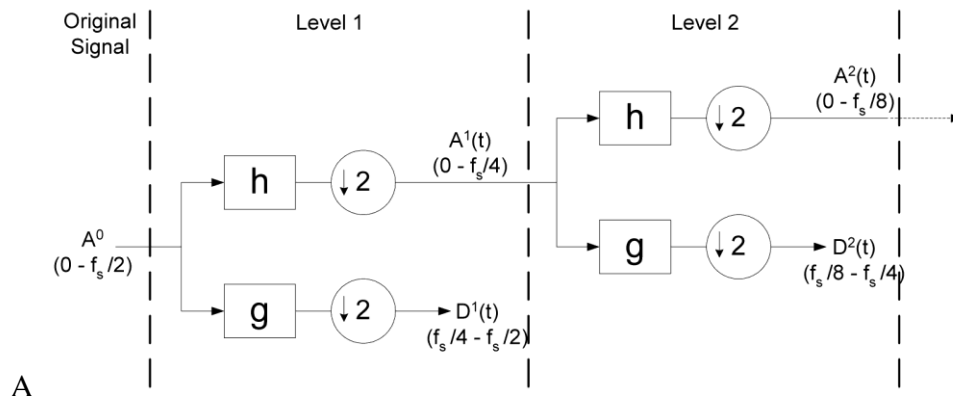 Original
Signal
Level 1
Level 2
A⁰
(0 - fₛ/2)
h
↓ 2
A¹(t)
(0 - fₛ/4)
g
↓ 2
D¹(t)
(fₛ/4 - fₛ/2)
h
↓ 2
A²(t)
(0 - fₛ/8)
g
↓ 2
D²(t)
(fₛ/8 - fₛ/4)
A